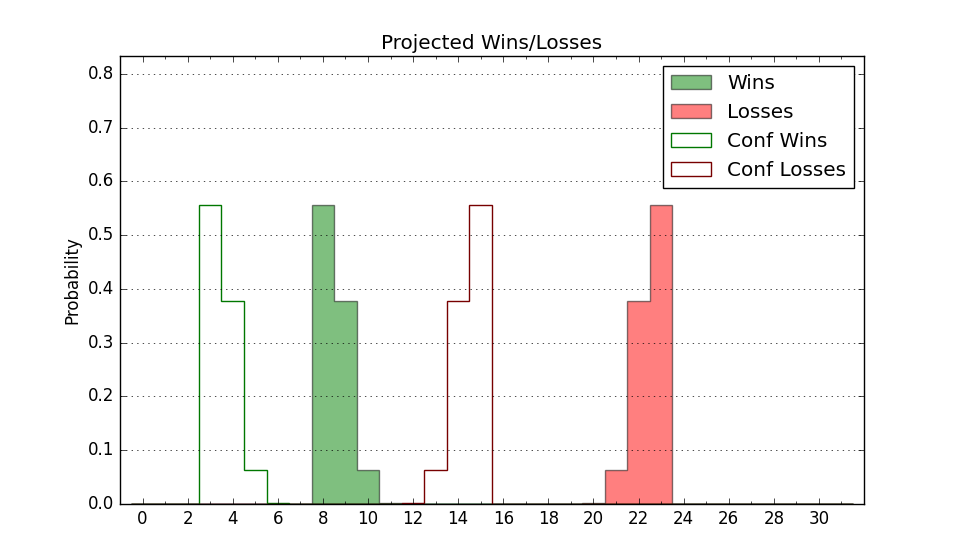 Projected Wins/Losses
0.8
0.7
0.6
0.5
0.4
0.3
0.2
0.1
0.0
Probability
Wins
Losses
Conf Wins
Conf Losses
0 2 4 6 8 10 12 14 16 18 20 22 24 26 28 30